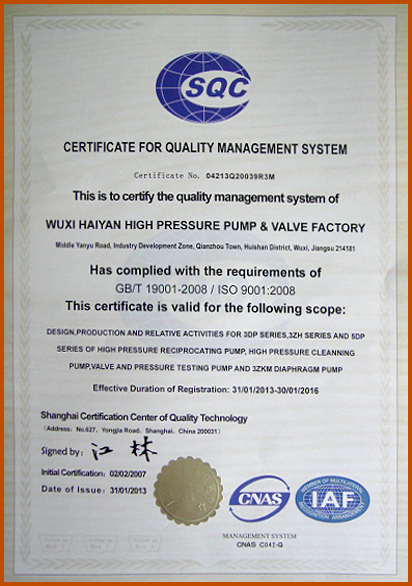 SQC
CERTIFICATE FOR QUALITY MANAGEMENT SYSTEM
Certificate No. 04213Q20039R3M
This is to certify the quality management system of
WUXI HAIYAN HIGH PRESSURE PUMP & VALVE FACTORY
Middle Yanyu Road, Industry Development Zone, Qianzhou Town, Huishan District, Wuxi, Jiangsu 214181
Has complied with the requirements of
GB/T 19001-2008 / ISO 9001:2008
This certificate is valid for the following scope:
DESIGN,PRODUCTION AND RELATIVE ACTIVITIES FOR 3DP SERIES,3ZH SERIES AND 5DP
SERIES OF HIGH PRESSURE RECIPROCATING PUMP, HIGH PRESSURE CLEANNING
PUMP,VALVE AND PRESSURE TESTING PUMP AND 3ZKM DIAPHRAGM PUMP
Effective Duration of Registration: 31/01/2013-30/01/2016
Shanghai Certification Center of Quality Technology
(Address: No.627, Yongjia Road, Shanghai, China 200031)
Signed by: 江林
Initial Certification: 02/02/2007
Date of Issue: 31/01/2013
CNAS
MANAGEMENT SYSTEM
CNAS C042-Q
MEMBER OF MULTILATERAL
IAF
RECOGNITION ARRANGEMENT